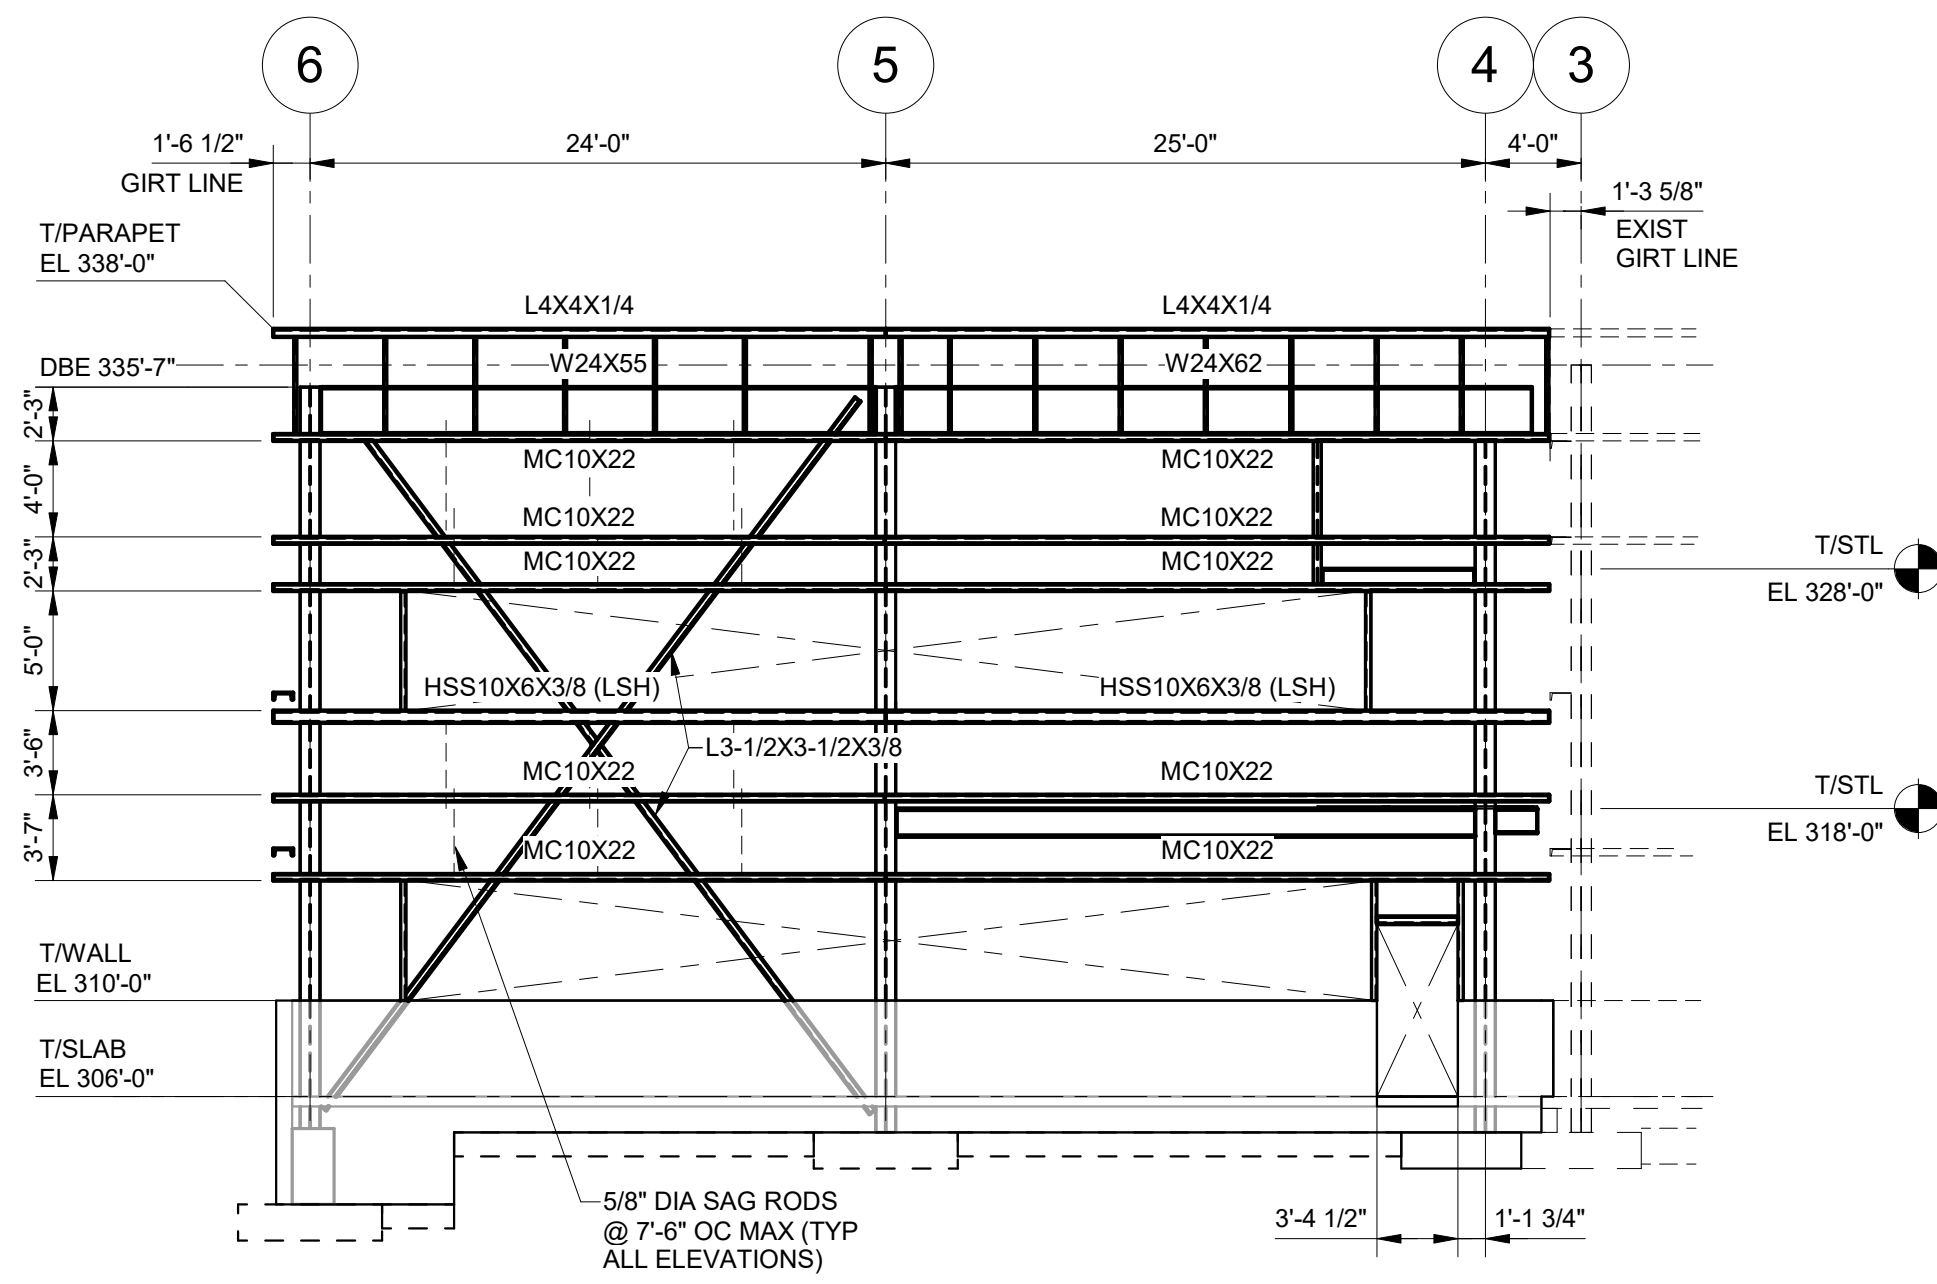 6
5
4
3
1'-6 1/2"
24'-0"
25'-0"
4'-0"
GIRT LINE
1'-3 5/8"
EXIST
GIRT LINE
T/PARAPET
EL 338'-0"
L4X4X1/4
L4X4X1/4
DBE 335'-7"
W24X55
W24X62
2'-3"
MC10X22
MC10X22
4'-0"
MC10X22
MC10X22
2'-3"
MC10X22
MC10X22
T/STL
EL 328'-0"
5'-0"
HSS10X6X3/8 (LSH)
HSS10X6X3/8 (LSH)
3'-6"
L3-1/2X3-1/2X3/8
MC10X22
MC10X22
T/STL
EL 318'-0"
3'-7"
MC10X22
MC10X22
T/WALL
EL 310'-0"
T/SLAB
EL 306'-0"
5/8" DIA SAG RODS
@ 7'-6" OC MAX (TYP
ALL ELEVATIONS)
3'-4 1/2"
1'-1 3/4"